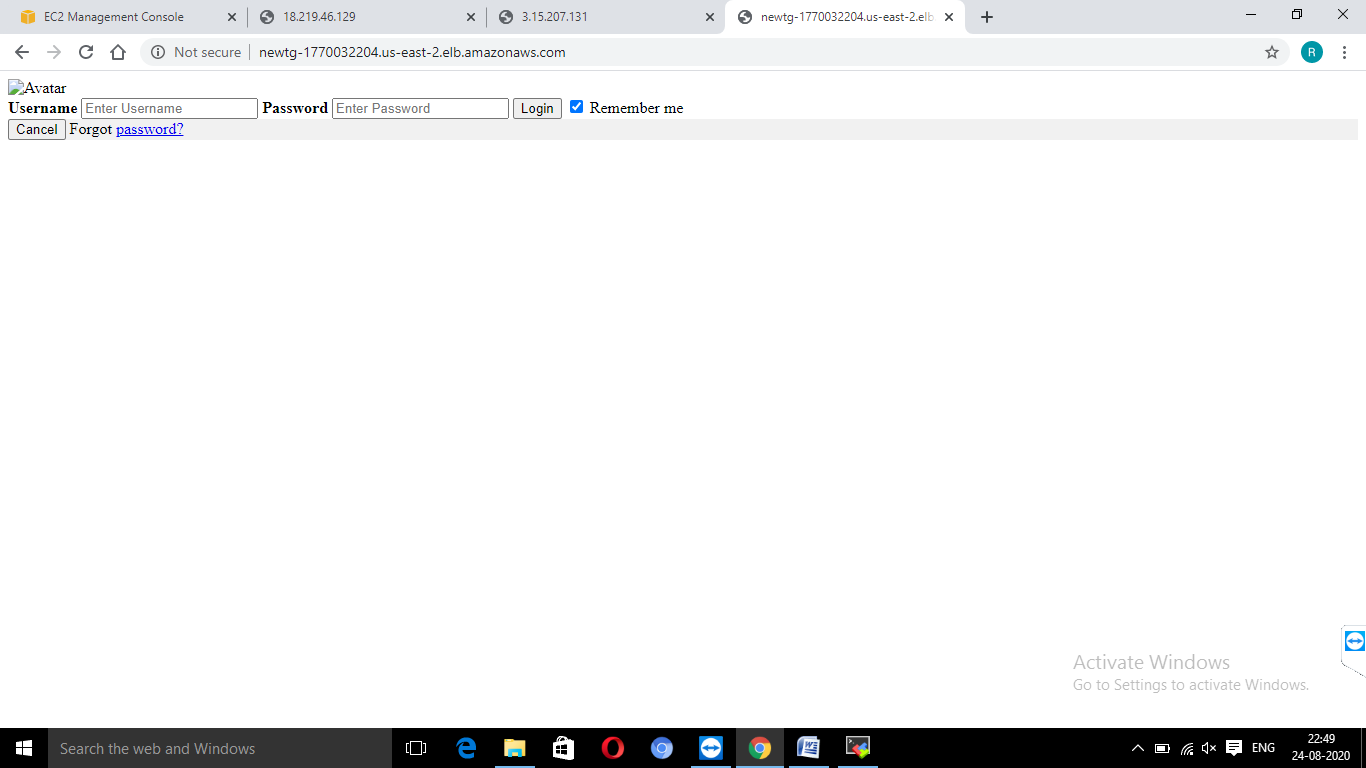 EC2 Management Console
18.219.46.129
3.15.207.131
newtg-1770032204.us-east-2.elb
Not secure
newtg-1770032204.us-east-2.elb.amazonaws.com
R
Avatar
Username Enter Username Password Enter Password Login Remember me
Cancel Forgot password?
Activate Windows
Go to Settings to activate Windows.
Search the web and Windows
ENG
22:49
24-08-2020